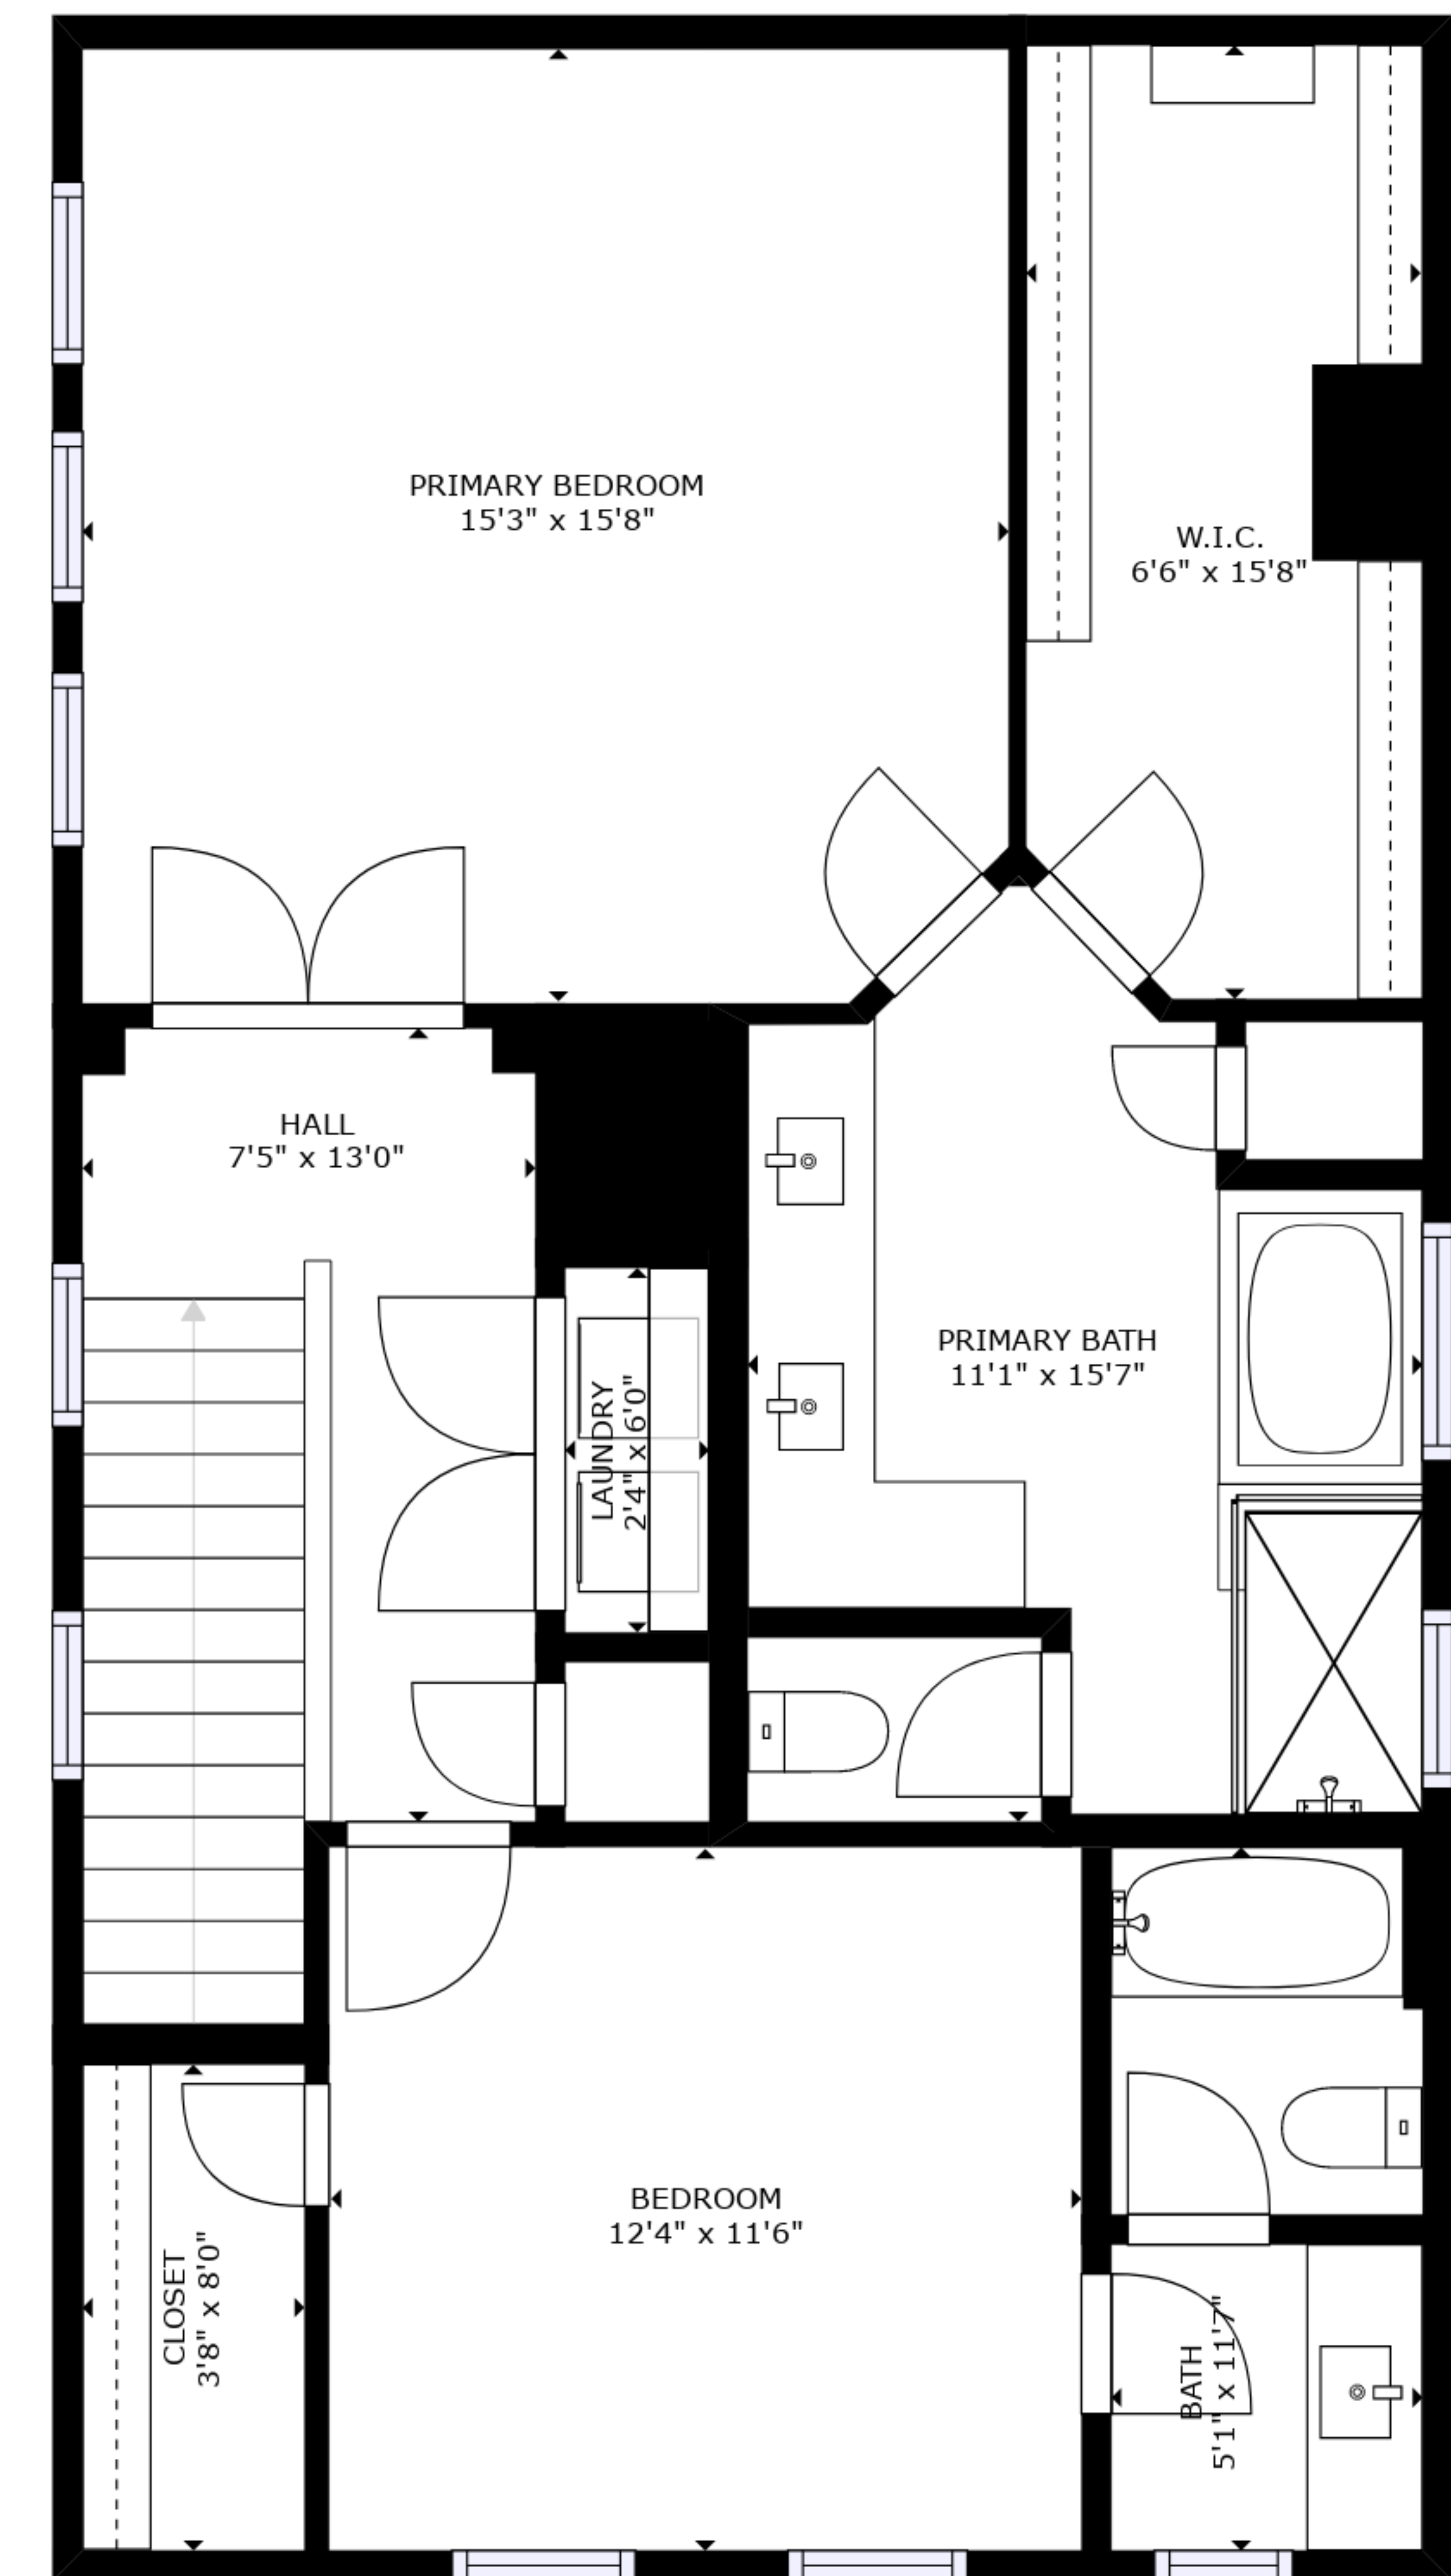 PRIMARY BEDROOM
15'3" x 15'8"
W.I.C.
6'6" x 15'8"
HALL
7'5" x 13'0"
PRIMARY BATH
11'1" x 15'7"
LAUNDRY
2'4" x 6'0"
BEDROOM
12'4" x 11'6"
CLOSET
3'8" x 8'0"
BATH
5'1" x 11'7"